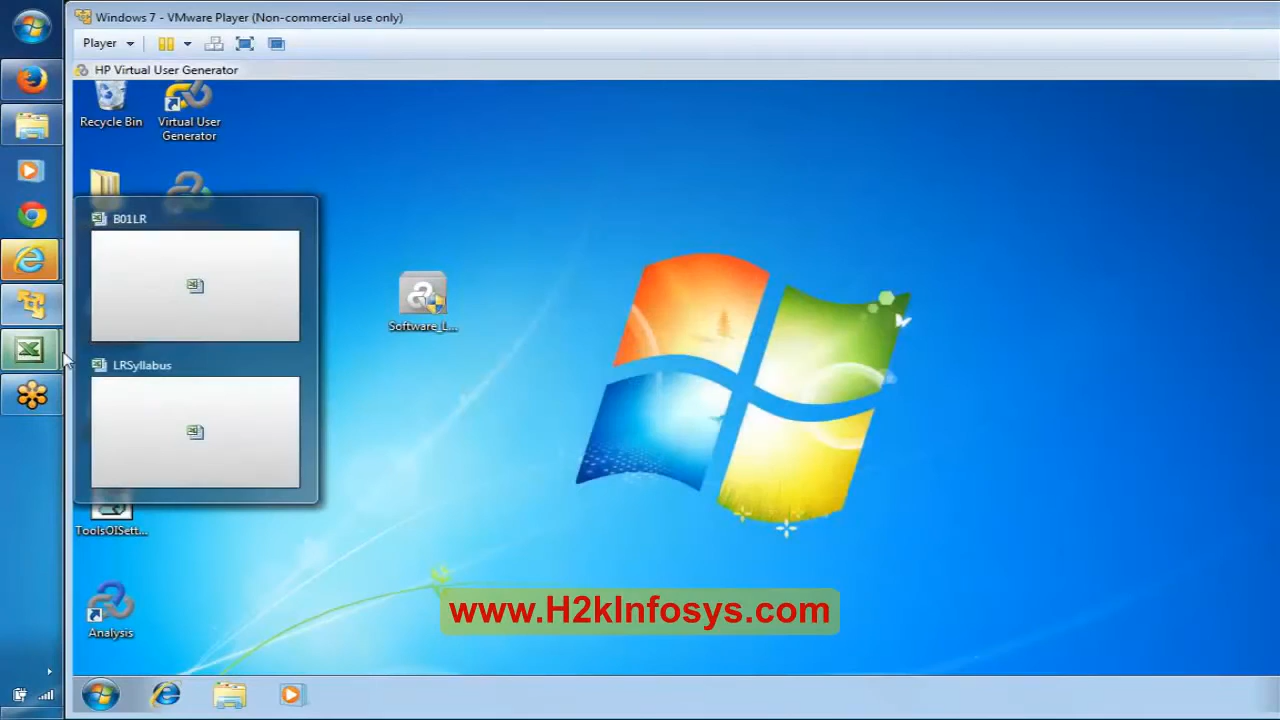 Windows 7 - VMware Player (Non-commercial use only)
Player
HP Virtual User Generator
Recycle Bin
Virtual User
Generator
B01LR
Software_L...
LRSyllabus
ToolsOISett...
Analysis
www.H2kInfosys.com